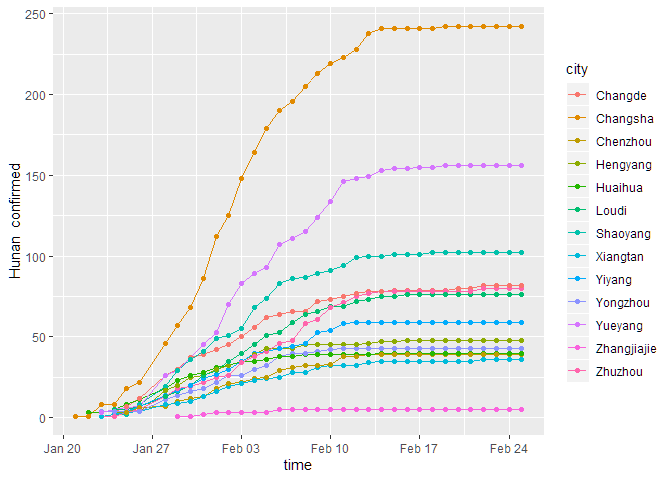 250
200
150
100
50
0
Hunan confirmed
Jan 20 Jan 27 Feb 03 Feb 10 Feb 17 Feb 24
time
city
Changde
Changsha
Chenzhou
Hengyang
Huaihua
Loudi
Shaoyang
Xiangtan
Yiyang
Yongzhou
Yueyang
Zhangjiajie
Zhuzhou